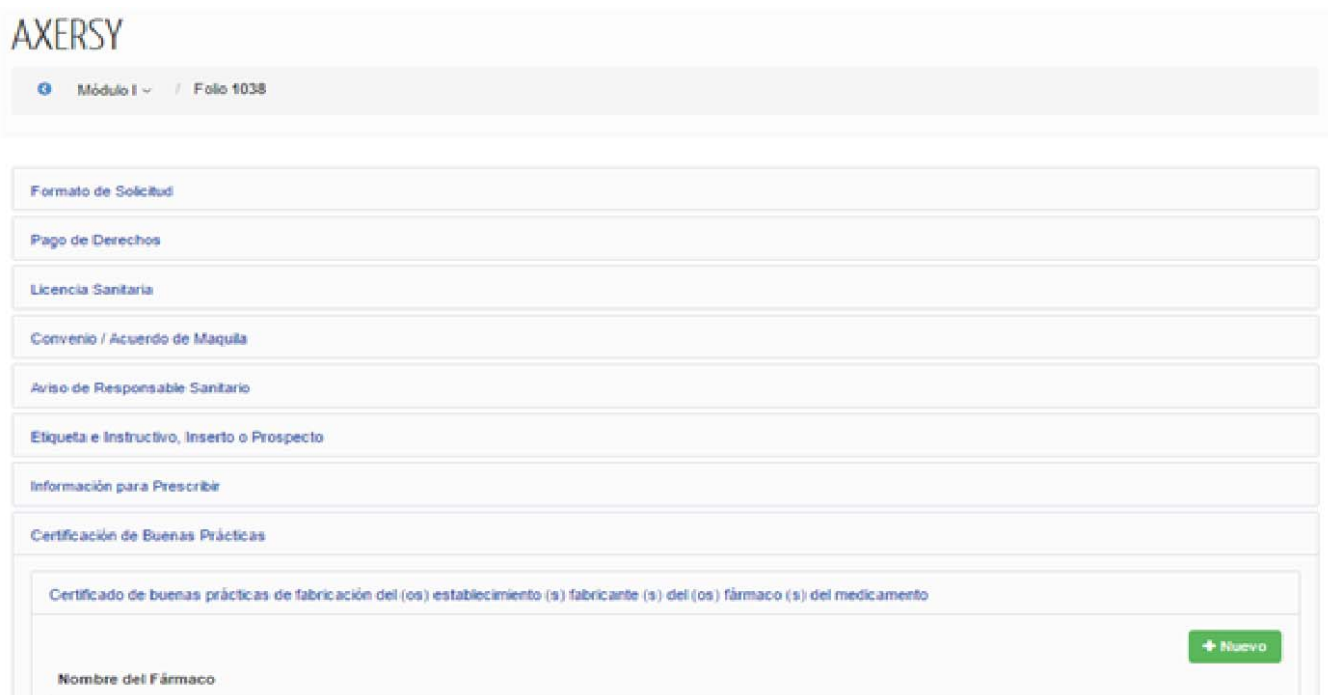 AXERSY
Módulo I / Folio 1038
Formato de Solicitud
Pago de Derechos
Licencia Sanitaria
Convenio / Acuerdo de Maquila
Aviso de Responsable Sanitario
Etiqueta e Instructivo, Inserto o Prospecto
Información para Prescribir
Certificación de Buenas Prácticas
Certificado de buenas prácticas de fabricación del (os) establecimiento (s) fabricante (s) del (os) fármaco (s) del medicamento
+ Nuevo
Nombre del Fármaco